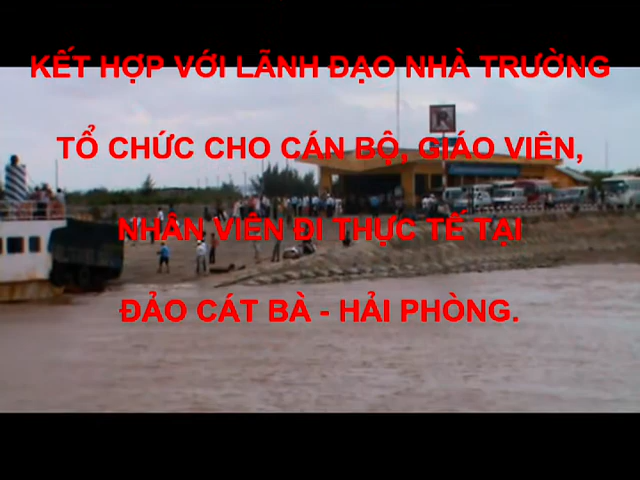 KẾT HỢP VỚI LÃNH ĐẠO NHÀ TRƯỜNG
TỔ CHỨC CHO CÁN BỘ, GIÁO VIÊN,
NHÂN VIÊN ĐI THỰC TẾ TẠI
ĐẢO CÁT BÀ - HẢI PHÒNG.